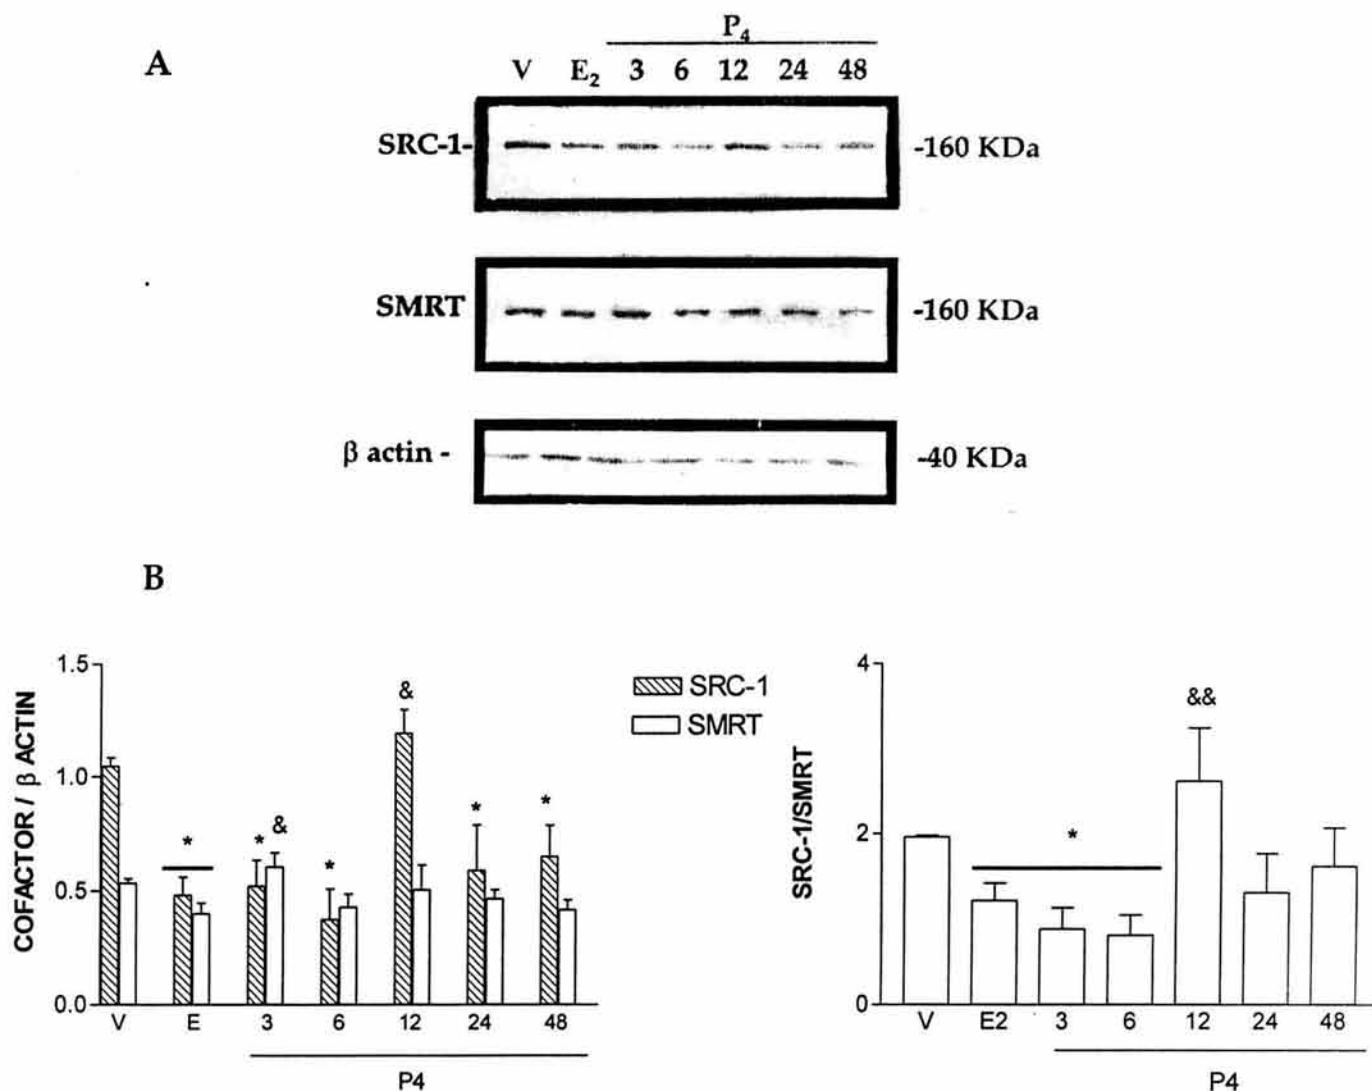 A
P₄
V E₂ 3 6 12 24 48
SRC-1- -160 KDa
SMRT -160 KDa
β actin - -40 KDa
B
COFACTOR / β ACTIN
1.5
1.0
0.5
0.0
* * & * & * *
V E 3 6 12 24 48
P4
SRC-1
SMRT
SRC-1/SMRT
4
2
0
* &&
V E2 3 6 12 24 48
P4